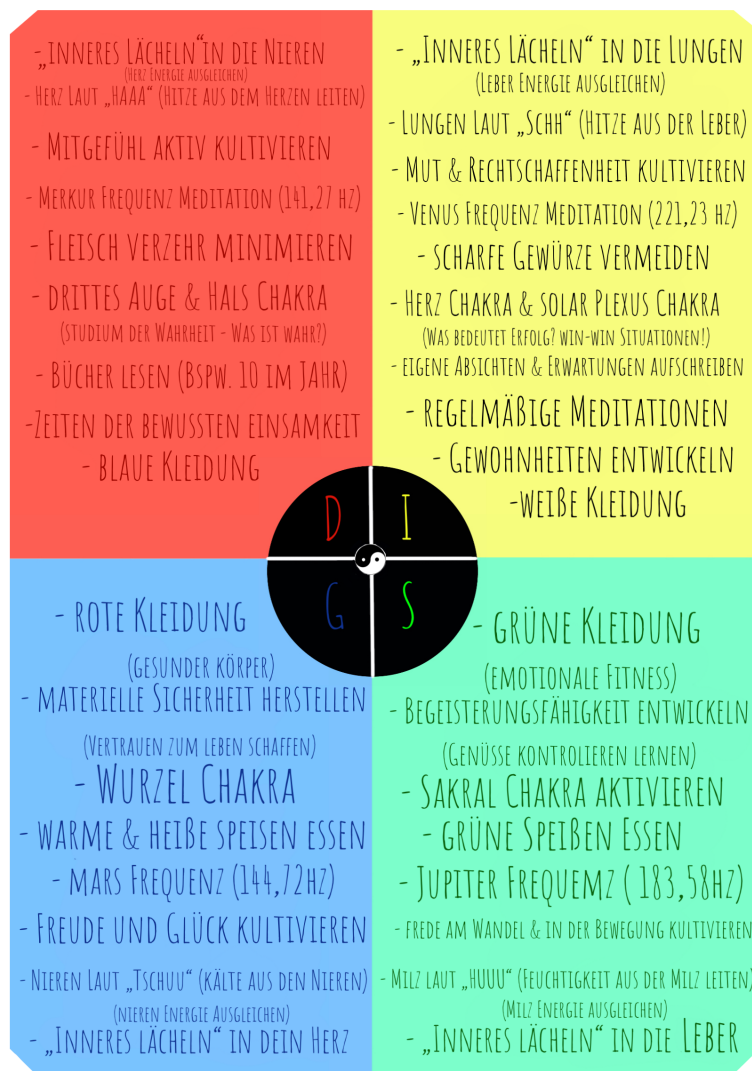 - „Inneres Lächeln“ in die Nieren
(Herz Energie ausgleichen)
- Herz Laut „HAAA“ (Hitze aus dem Herzen leiten)
- Mitgefühl aktiv kultivieren
- Merkur Frequenz Meditation (141,27 hz)
- Fleisch verzehr minimieren
- drittes Auge & Hals Chakra
(studium der Wahrheit - Was ist wahr?)
- Bücher lesen (Bspw. 10 im Jahr)
-Zeiten der bewussten einsamkeit
- blaue Kleidung
- „Inneres Lächeln“ in die Lungen
(Leber Energie ausgleichen)
- Lungen Laut „Schh“ (Hitze aus der Leber)
- Mut & Rechtschaffenheit kultivieren
- Venus Frequenz Meditation (221,23 hz)
- scharfe Gewürze vermeiden
- Herz Chakra & solar Plexus Chakra
(Was bedeutet Erfolg? win-win Situationen!)
- eigene Absichten & Erwartungen aufschreiben
- regelmäßige Meditationen
- Gewohnheiten entwickeln
-weiße Kleidung
D I
G S
- rote Kleidung
(gesunder körper)
- materielle Sicherheit herstellen
(Vertrauen zum leben schaffen)
- Wurzel Chakra
- warme & heiße speisen essen
- mars Frequenz (144,72hz)
- Freude und Glück kultivieren
- Nieren Laut „Tschuu“ (kälte aus den Nieren)
(nieren Energie Ausgleichen)
- „Inneres lächeln“ in dein Herz
- grüne Kleidung
(emotionale Fitness)
- Begeisterungsfähigkeit entwickeln
(Genüsse kontrolieren lernen)
- Sakral Chakra aktivieren
- grüne Speißen Essen
- Jupiter Frequemz ( 183,58hz)
- frede am Wandel & in der Bewegung kultivieren
- Milz laut „HUUU“ (Feuchtigkeit aus der Milz leiten)
(Milz Energie ausgleichen)
- „Inneres lächeln“ in die Leber